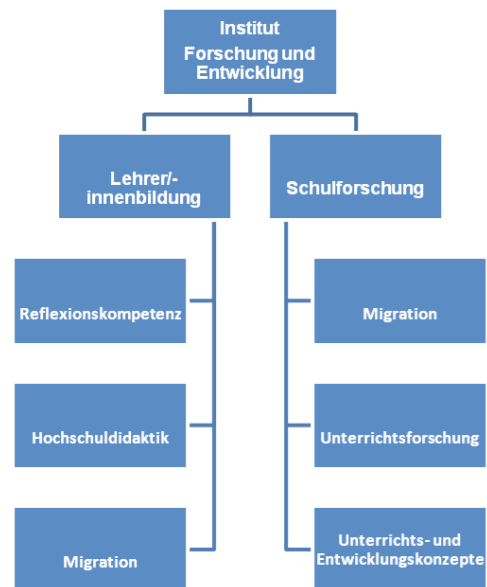 Institut
Forschung und
Entwicklung
Lehrer/-
innenbildung
Schulforschung
Reflexionskompetenz
Migration
Hochschuldidaktik
Unterrichtsforschung
Migration
Unterrichts- und
Entwicklungskonzepte